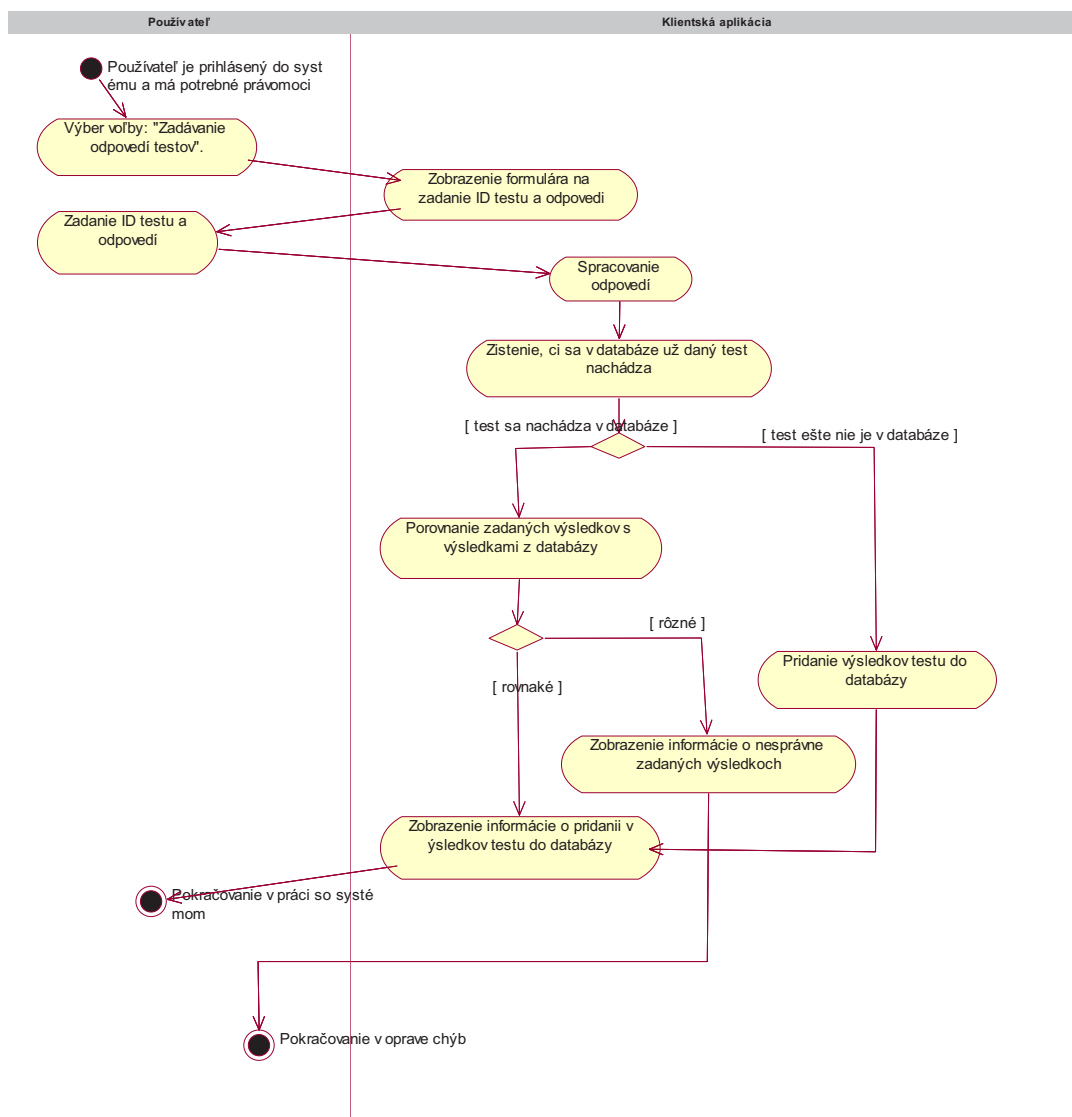 Používateľ
Klientská aplikácia
Používateľ je prihlásený do syst
ému a má potrebné právomoci
Výber voľby: "Zadávanie
odpovedí testov".
Zobrazenie formulára na
zadanie ID testu a odpovedi
Zadanie ID testu a
odpovedí
Spracovanie
odpovedí
Zistenie, ci sa v databáze už daný test
nachádza
[ test sa nachádza v databáze ]
[ test ešte nie je v databáze ]
Porovnanie zadaných výsledkov s
výsledkami z databázy
[ rôzné ]
[ rovnaké ]
Pridanie výsledkov testu do
databázy
Zobrazenie informácie o nesprávne
zadaných výsledkoch
Zobrazenie informácie o pridanii v
ýsledkov testu do databázy
Pokračovanie v práci so systé
mom
Pokračovanie v oprave chýb